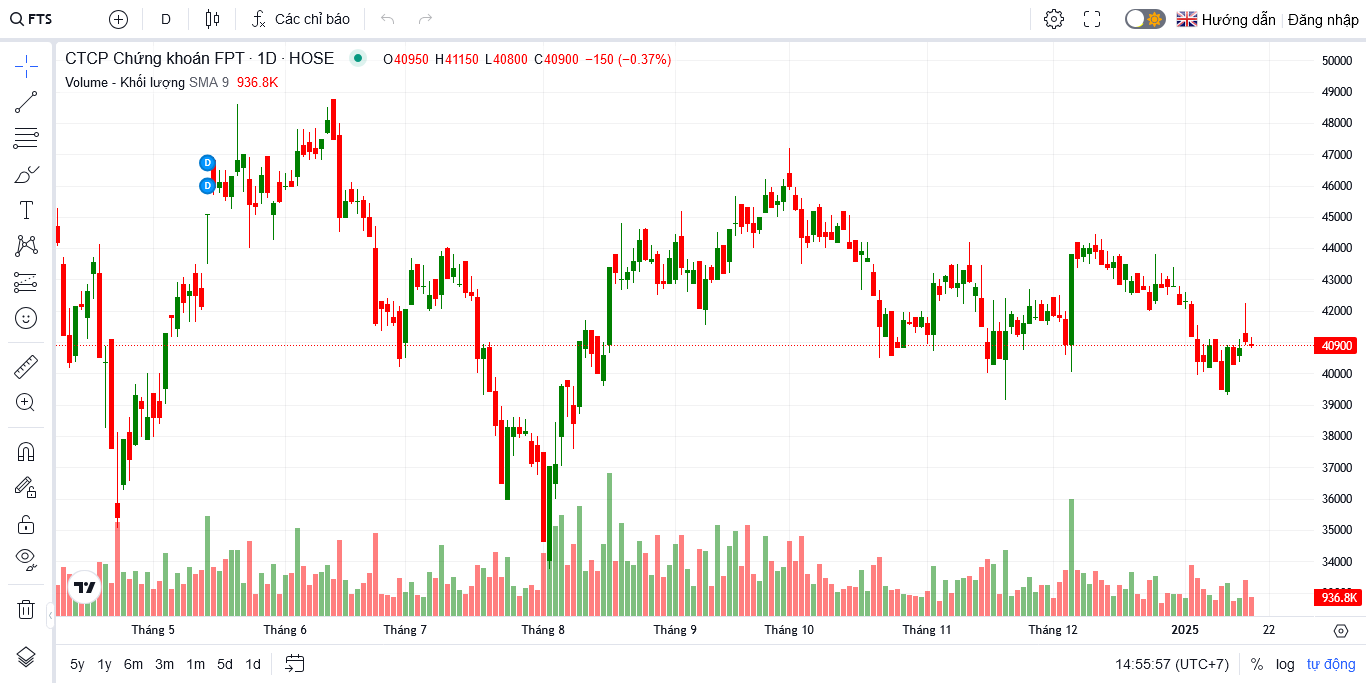 FTS
D
Các chỉ báo
Hướng dẫn
Đăng nhập
CTCP Chứng khoán FPT · 1D · HOSE
O40950 H41150 L40800 C40900 −150 (−0.37%)
Volume - Khối lượng SMA 9 936.8K
D
D
50000
49000
48000
47000
46000
45000
44000
43000
42000
40900
40000
39000
38000
37000
36000
35000
34000
936.8K
Tháng 5
Tháng 6
Tháng 7
Tháng 8
Tháng 9
Tháng 10
Tháng 11
Tháng 12
2025
22
5y 1y 6m 3m 1m 5d 1d
14:55:57 (UTC+7)
% log tự động